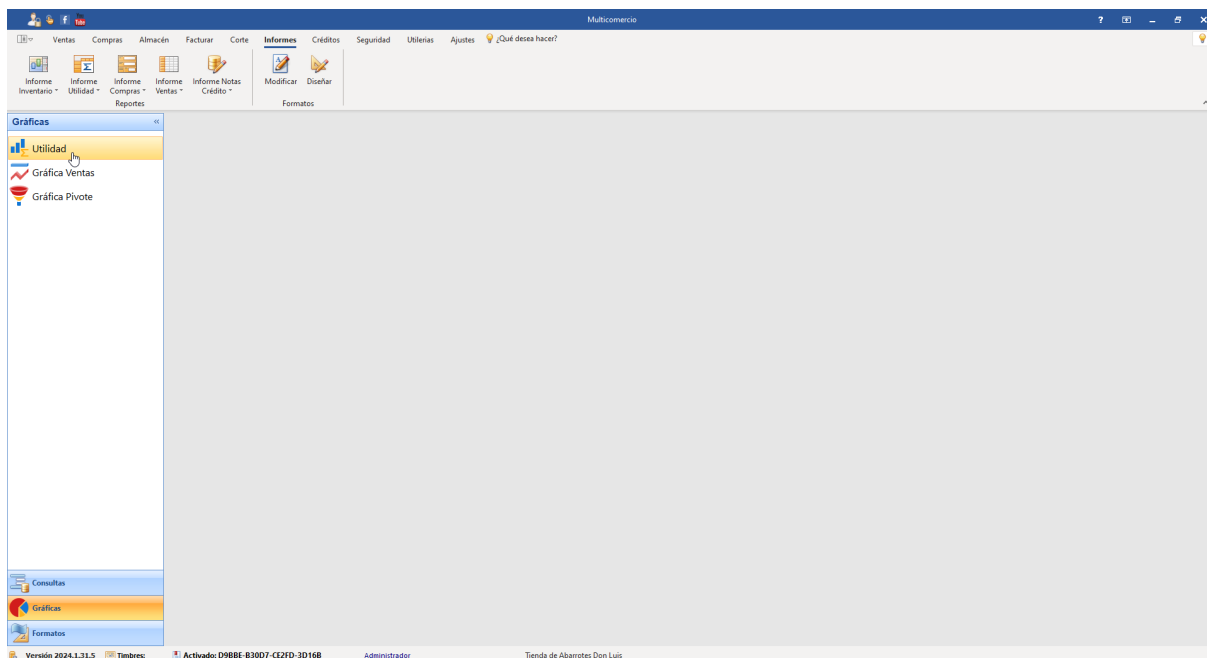 You Tube
Multicomercio
Ventas Compras Almacén Facturar Corte Informes Créditos Seguridad Utilerias Ajustes ¿Qué desea hacer?
Informe Inventario
Informe Utilidad
Informe Compras
Informe Ventas
Informe Notas Crédito
Modificar
Diseñar
Reportes
Formatos
Gráficas
Utilidad
Gráfica Ventas
Gráfica Pivote
Consultas
Gráficas
Formatos
Versión 2024.1.31.5 Timbres: Activado: D9BBE-B30D7-CE2FD-3D16B Administrador Tienda de Abarrotes Don Luis